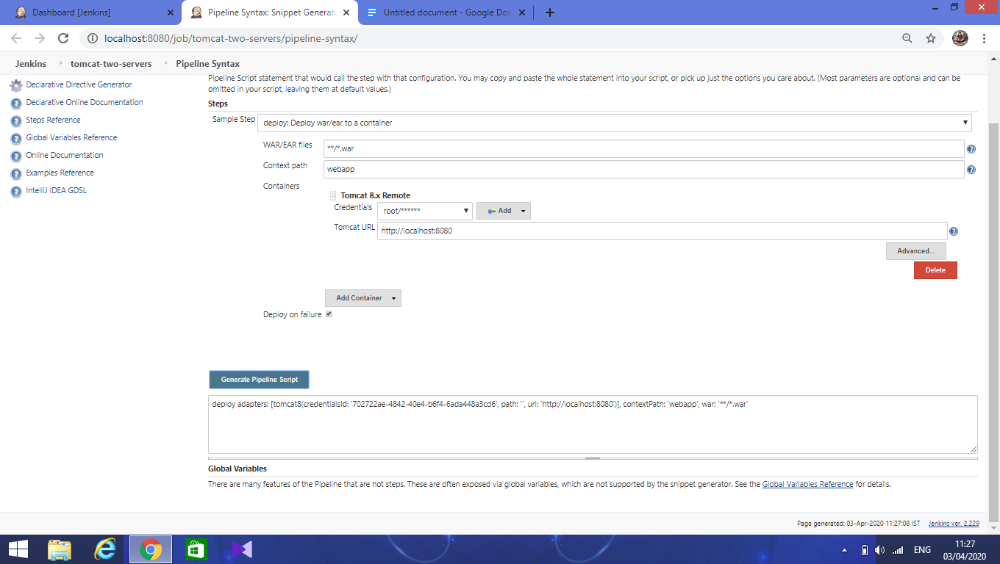 Dashboard [Jenkins]
Pipeline Syntax: Snippet Generato
Untitled document - Google Doc
localhost:8080/job/tomcat-two-servers/pipeline-syntax/
Jenkins
tomcat-two-servers
Pipeline Syntax
Declarative Directive Generator
Declarative Online Documentation
Steps Reference
Global Variables Reference
Online Documentation
Examples Reference
IntelliJ IDEA GDSL
Pipeline Script statement that would call the step with that configuration. You may copy and paste the whole statement into your script, or pick up just the options you care about. (Most parameters are optional and can be
omitted in your script, leaving them at default values.)
Steps
Sample Step
deploy: Deploy war/ear to a container
WAR/EAR files
**/*.war
Context path
webapp
Containers
Tomcat 8.x Remote
Credentials
root/******
Add
Tomcat URL
http://localhost:8080
Advanced...
Delete
Add Container
Deploy on failure
Generate Pipeline Script
deploy adapters: [tomcat8(credentialsId: '702722ae-4842-40e4-b6f4-6ada448a3cd6', path: '', url: 'http://localhost:8080')], contextPath: 'webapp', war: '**/*.war'
Global Variables
There are many features of the Pipeline that are not steps. These are often exposed via global variables, which are not supported by the snippet generator. See the Global Variables Reference for details.
Page generated: 03-Apr-2020 11:27:08 IST
Jenkins ver. 2.229
ENG
11:27
03/04/2020